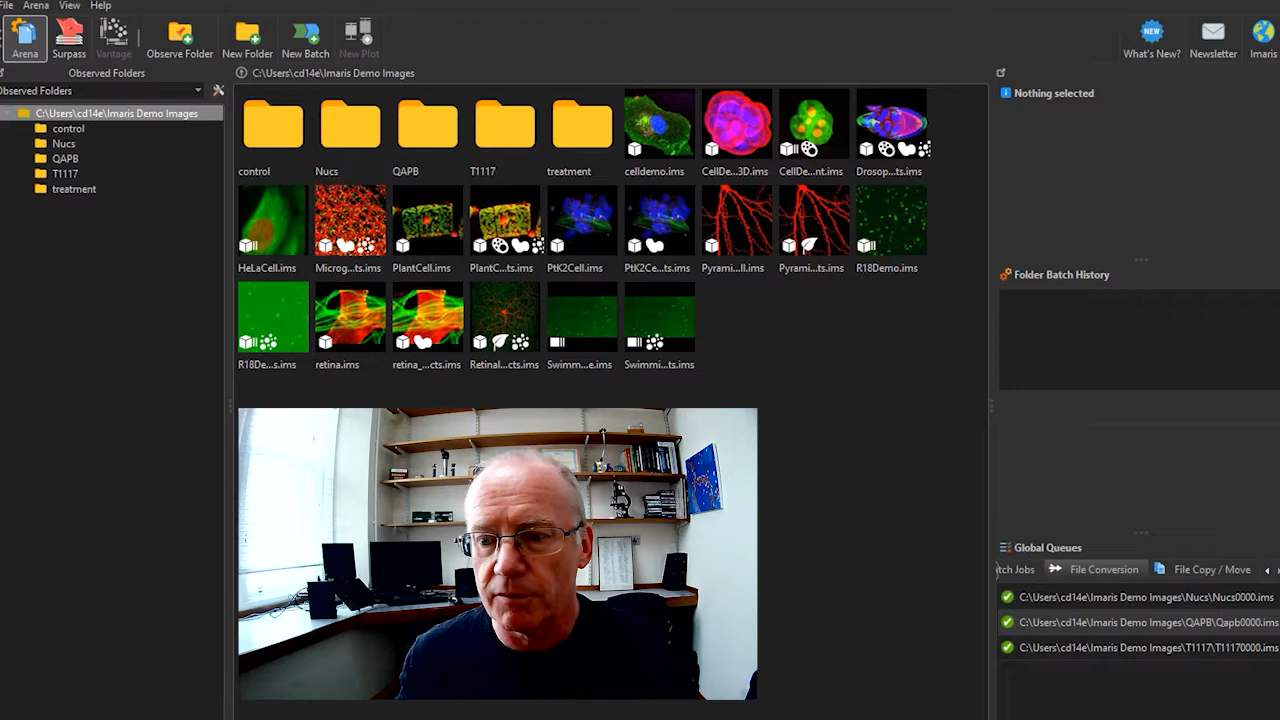 File Arena View Help
Arena Surpass Vantage Observe Folder New Folder New Batch New Plot What's New? Newsletter Imaris
Observed Folders
C:\Users\cd14e\Imaris Demo Images
Observed Folders
C:\Users\cd14e\Imaris Demo Images
control
Nucs
QAPB
T1117
treatment
control Nucs QAPB T1117 treatment celldemo.ims CellDe...3D.ims CellDe...nt.ims Drosop...ts.ims
HeLaCell.ims Microg...ts.ims PlantCell.ims PlantC...ts.ims PtK2Cell.ims PtK2Ce...ts.ims Pyrami...ll.ims Pyrami...ts.ims R18Demo.ims
R18De...s.ims retina.ims retina_...cts.ims Retinal...cts.ims Swimm...e.ims Swimmi...ts.ims
Nothing selected
Folder Batch History
Global Queues
tch Jobs File Conversion File Copy / Move
C:\Users\cd14e\Imaris Demo Images\Nucs\Nucs0000.ims
C:\Users\cd14e\Imaris Demo Images\QAPB\Qapb0000.ims
C:\Users\cd14e\Imaris Demo Images\T1117\T11170000.ims